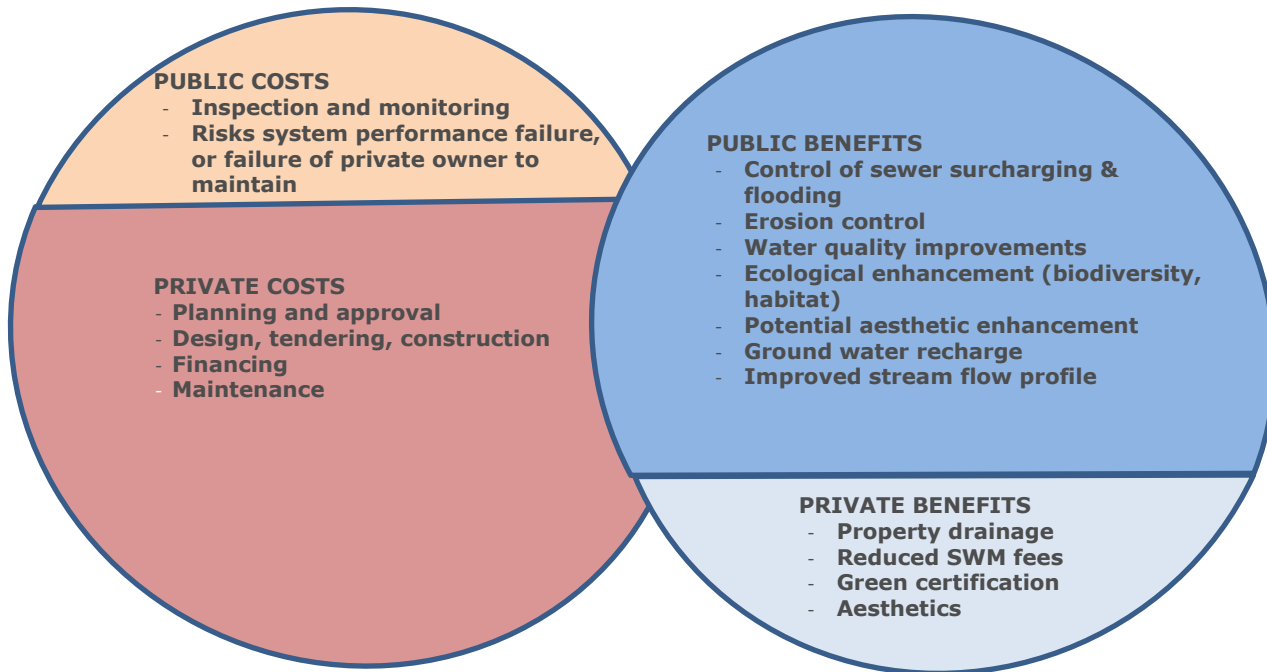 PUBLIC COSTS
- Inspection and monitoring
- Risks system performance failure,
or failure of private owner to
maintain
PRIVATE COSTS
- Planning and approval
- Design, tendering, construction
- Financing
- Maintenance
PUBLIC BENEFITS
- Control of sewer surcharging &
flooding
- Erosion control
- Water quality improvements
- Ecological enhancement (biodiversity,
habitat)
- Potential aesthetic enhancement
- Ground water recharge
- Improved stream flow profile
PRIVATE BENEFITS
- Property drainage
- Reduced SWM fees
- Green certification
- Aesthetics